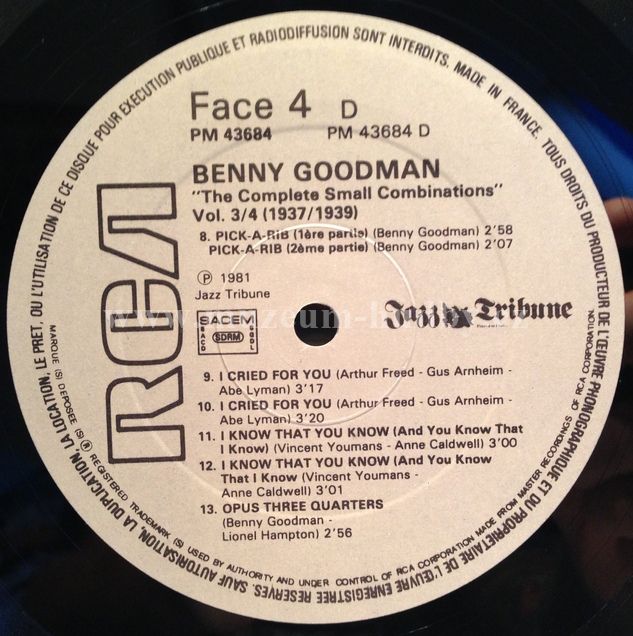 Face 4 D
PM 43684 PM 43684 D
BENNY GOODMAN
"The Complete Small Combinations"
Vol. 3/4 (1937/1939)
8. PICK-A-RIB (1ère partie) (Benny Goodman) 2'58
PICK-A-RIB (2ème partie) (Benny Goodman) 2'07
Ⓟ 1981
Jazz Tribune
SACEM
SACD SDRM SGDL
Jazz Tribune
RCA
9. I CRIED FOR YOU (Arthur Freed - Gus Arnheim -
Abe Lyman) 3'17
10. I CRIED FOR YOU (Arthur Freed - Gus Arnheim -
Abe Lyman) 3'20
11. I KNOW THAT YOU KNOW (And You Know That
I Know) (Vincent Youmans - Anne Caldwell) 3'00
12. I KNOW THAT YOU KNOW (And You Know
That I Know) (Vincent Youmans -
Anne Caldwell) 3'01
13. OPUS THREE QUARTERS
(Benny Goodman -
Lionel Hampton) 2'56
MADE IN FRANCE. TOUS DROITS DU PRODUCTEUR DE L'ŒUVRE PHONOGRAPHIQUE ET DU PROPRIETAIRE DE L'ŒUVRE ENREGISTREE RESERVES. SAUF AUTORISATION, LA DUPLICATION, LA LOCATION, LE PRET, OU L'UTILISATION DE CE DISQUE POUR EXECUTION PUBLIQUE ET RADIODIFFUSION SONT INTERDITS.
MARQUE (S) DEPOSEE (S) ® REGISTERED TRADEMARK (S) USED BY AUTHORITY AND UNDER CONTROL OF RCA CORPORATION MADE FROM MASTER RECORDINGS OF RCA CORPORATION.